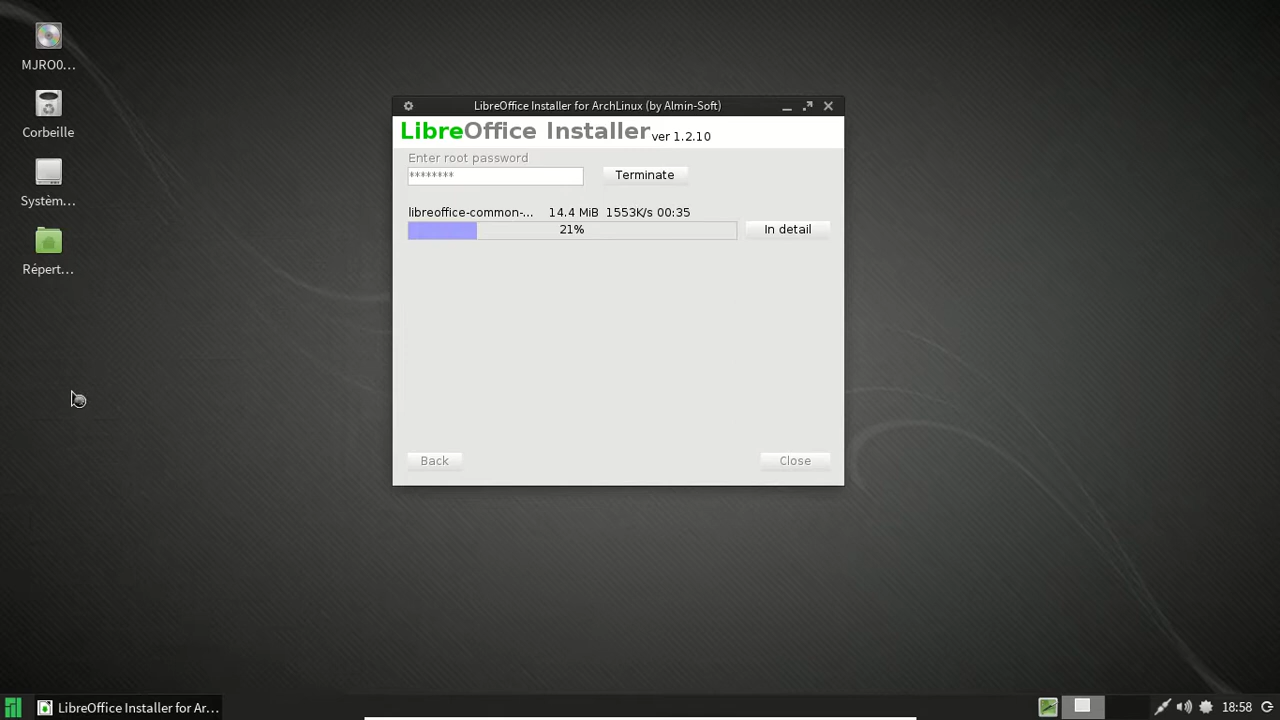 MJRO0...
Corbeille
Systèm...
Répert...
LibreOffice Installer for ArchLinux (by Almin-Soft)
LibreOffice Installer ver 1.2.10
Enter root password
********
Terminate
libreoffice-common-... 14.4 MiB 1553K/s 00:35
21%
In detail
Back
Close
LibreOffice Installer for Ar...
18:58